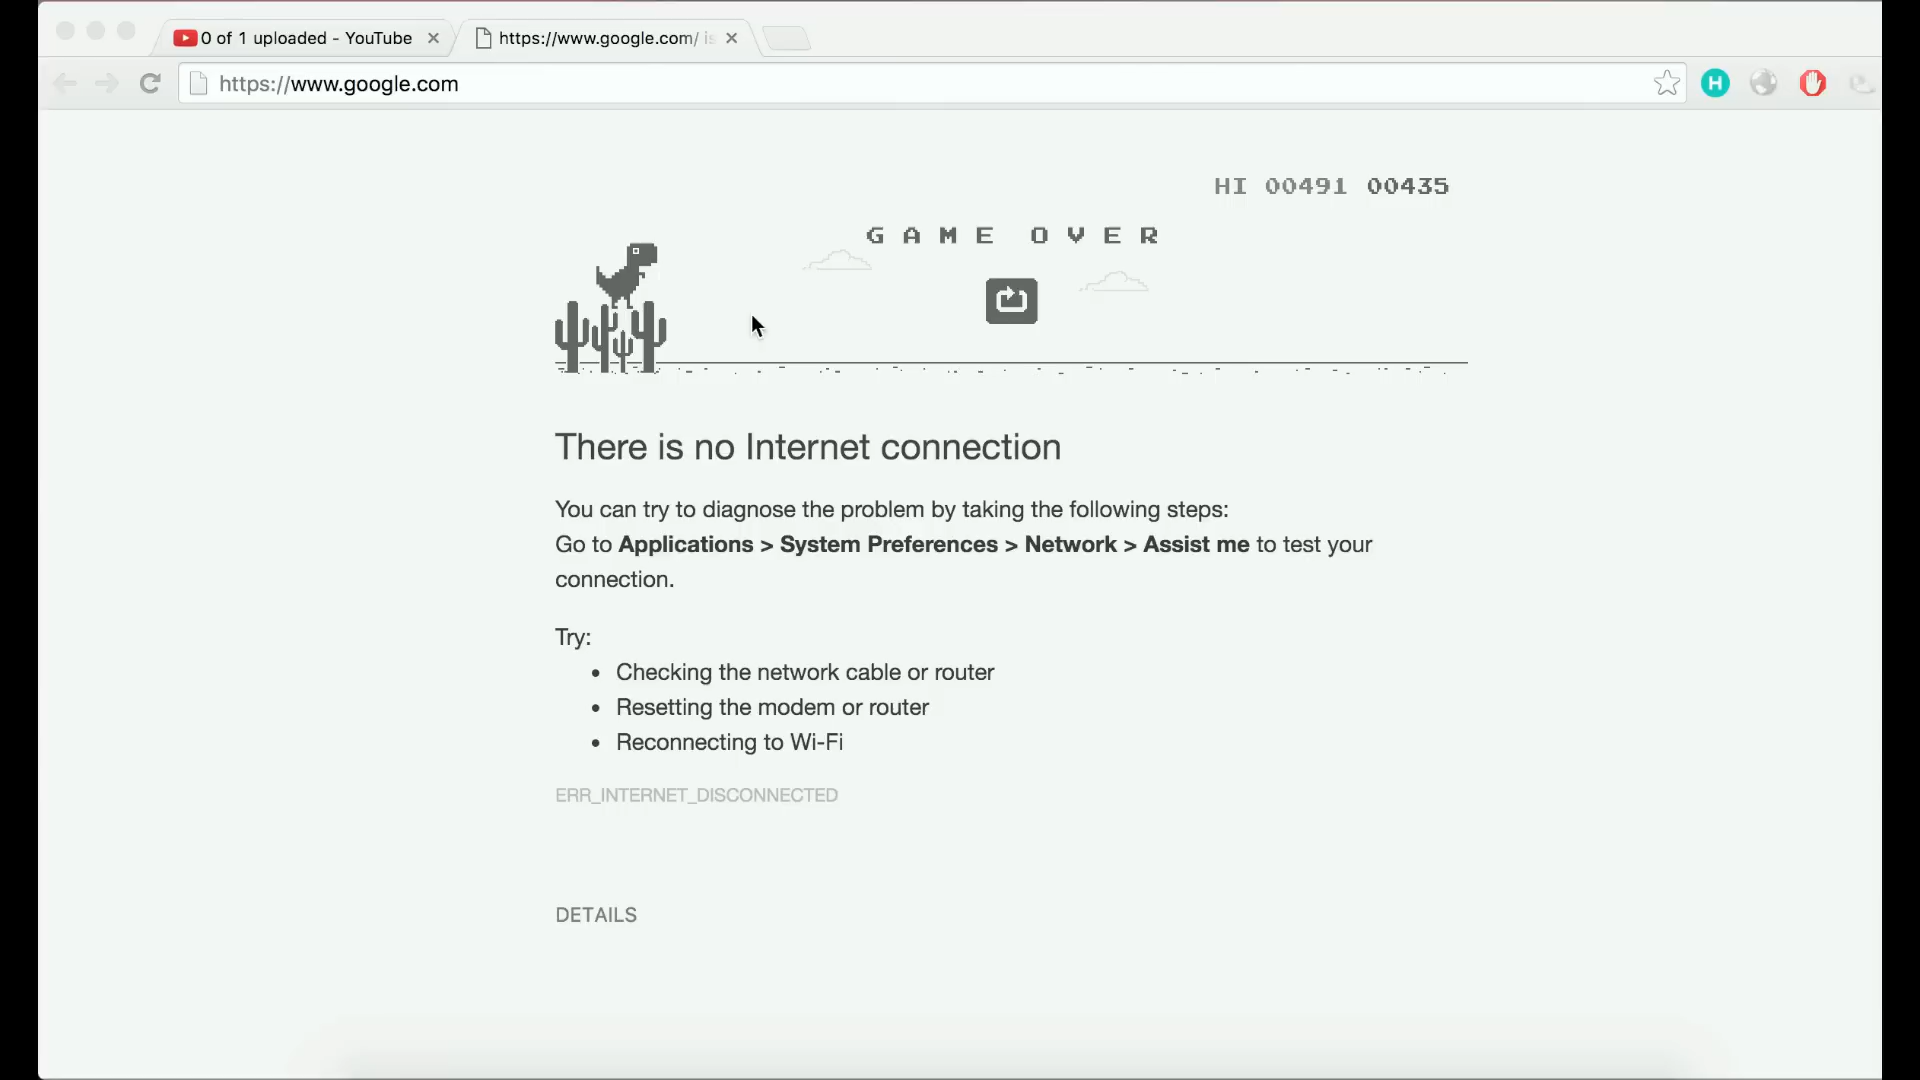 0 of 1 uploaded - YouTube
https://www.google.com/ is
https://www.google.com
H
HI 00491 00435
GAME OVER
There is no Internet connection
You can try to diagnose the problem by taking the following steps:
Go to Applications > System Preferences > Network > Assist me to test your
connection.
Try:
• Checking the network cable or router
• Resetting the modem or router
• Reconnecting to Wi-Fi
ERR_INTERNET_DISCONNECTED
DETAILS